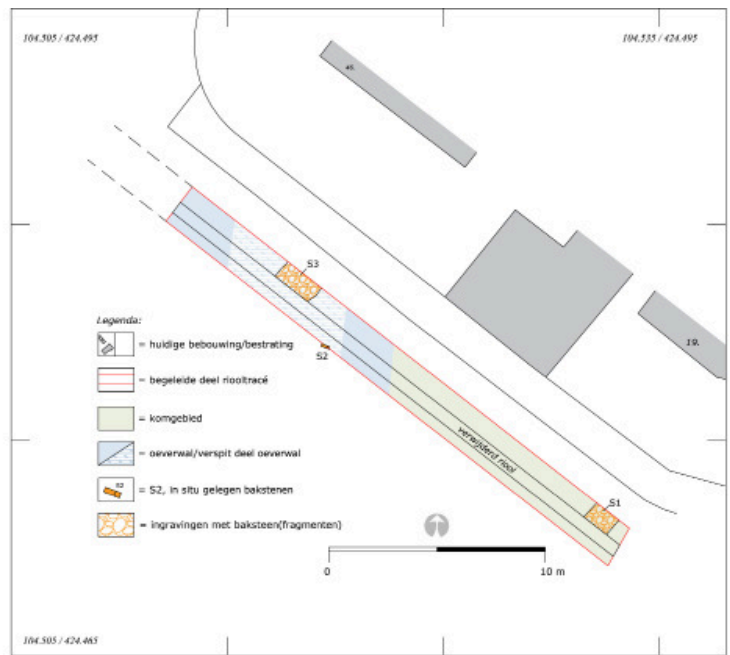 104.505 / 424.495
104.535 / 424.495
S3
19.
Legenda:
= huidige bebouwing/bestrating
S2
= begeleide deel riooltracé
= komgebied
verwijderd riool
= oeverwal/verspit deel oeverwal
S2
= S2, in situ gelegen bakstenen
S1
= ingravingen met baksteen(fragmenten)
0
10 m
104.505 / 424.465